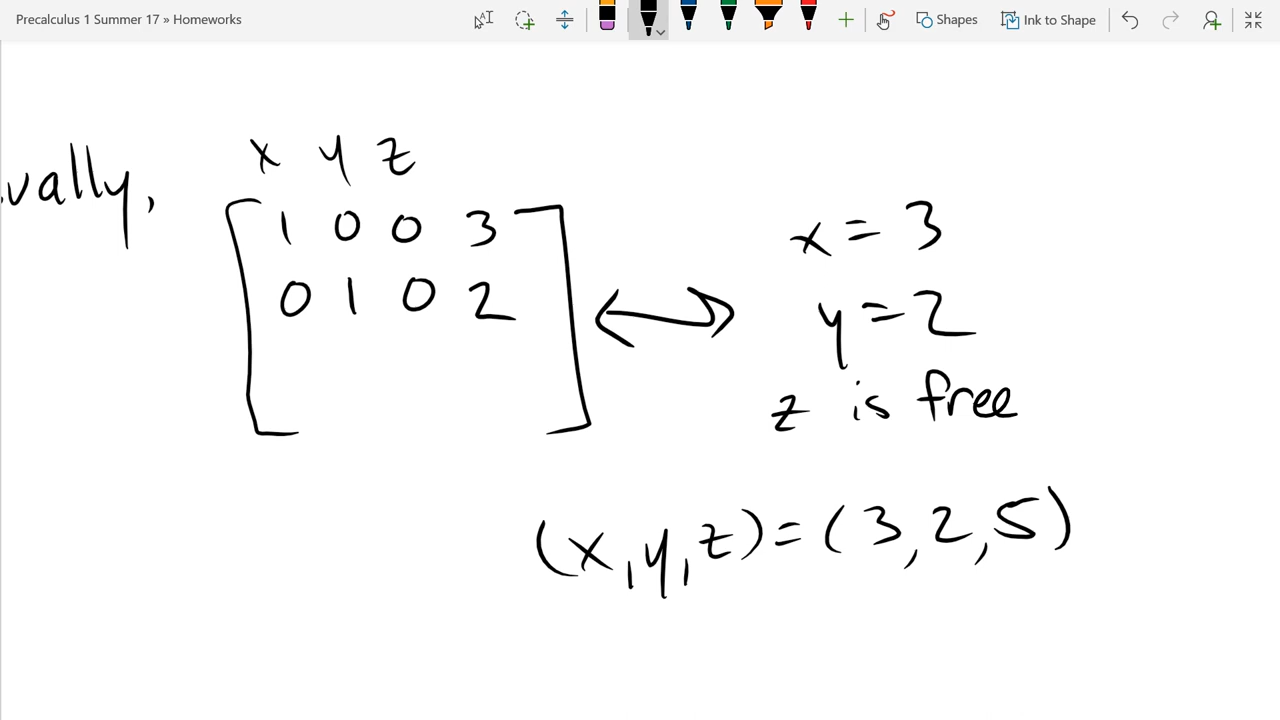 Precalculus 1 Summer 17 » Homeworks
Shapes
Ink to Shape
x y z
1 0 0 3
0 1 0 2
x = 3
y = 2
z is free
(x, y, z) = (3, 2, 5)